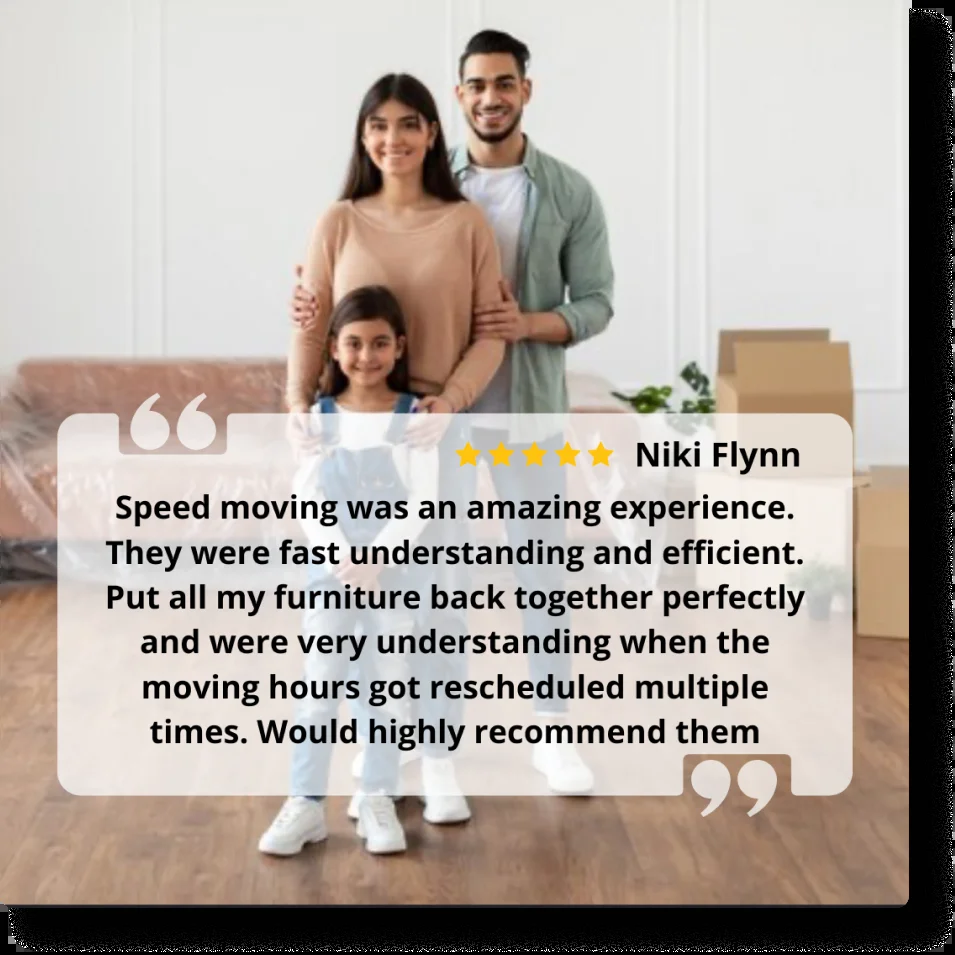 Niki Flynn
Speed moving was an amazing experience.
They were fast understanding and efficient.
Put all my furniture back together perfectly
and were very understanding when the
moving hours got rescheduled multiple
times. Would highly recommend them